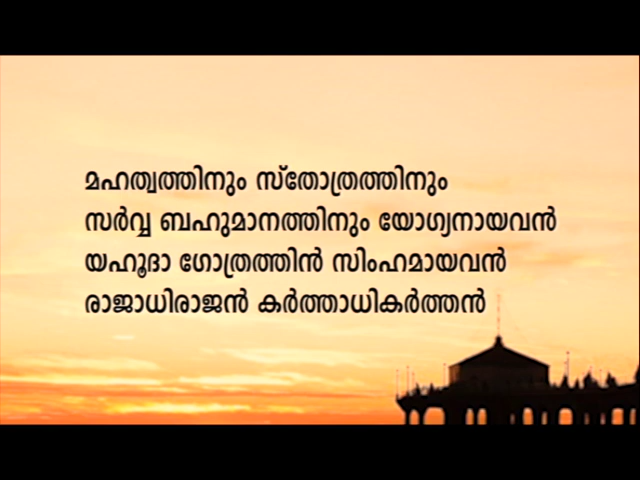 മഹത്വത്തിനും സ്തോത്രത്തിനും
സർവ്വ ബഹുമാനത്തിനും യോഗ്യനായവൻ
യഹൂദാ ഗോത്രത്തിൻ സിംഹമായവൻ
രാജാധിരാജൻ കർത്താധികർത്തൻ